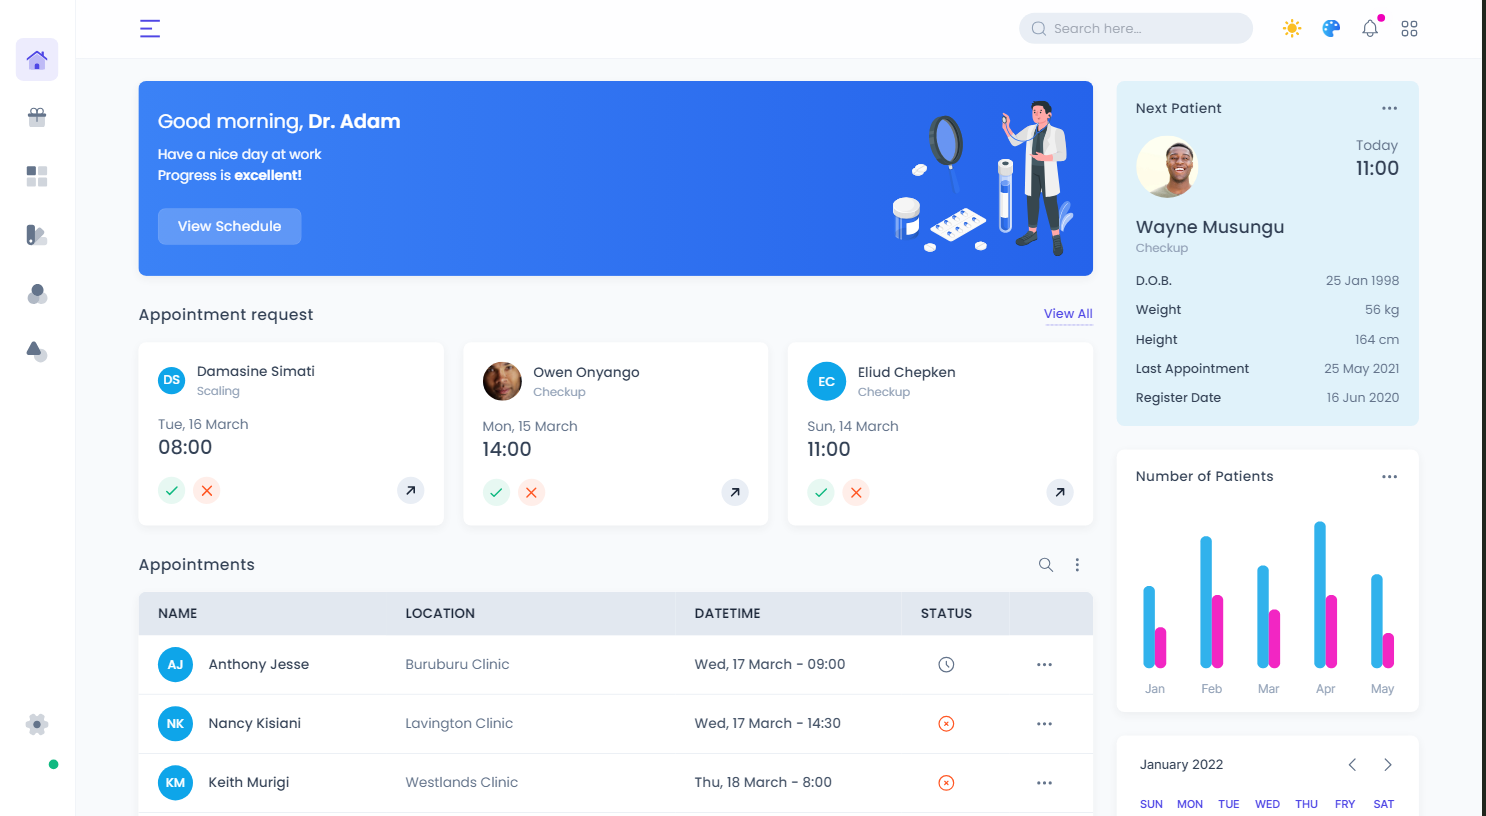 Search here...
Good morning, Dr. Adam
Have a nice day at work
Progress is excellent!
View Schedule
Appointment request
View All
DS
Damasine Simati
Scaling
Tue, 16 March
08:00
Owen Onyango
Checkup
Mon, 15 March
14:00
EC
Eliud Chepken
Checkup
Sun, 14 March
11:00
Appointments
NAME LOCATION DATETIME STATUS
AJ Anthony Jesse Buruburu Clinic Wed, 17 March - 09:00
NK Nancy Kisiani Lavington Clinic Wed, 17 March - 14:30
KM Keith Murigi Westlands Clinic Thu, 18 March - 8:00
Next Patient
Today
11:00
Wayne Musungu
Checkup
D.O.B. 25 Jan 1998
Weight 56 kg
Height 164 cm
Last Appointment 25 May 2021
Register Date 16 Jun 2020
Number of Patients
Jan Feb Mar Apr May
January 2022
SUN MON TUE WED THU FRY SAT